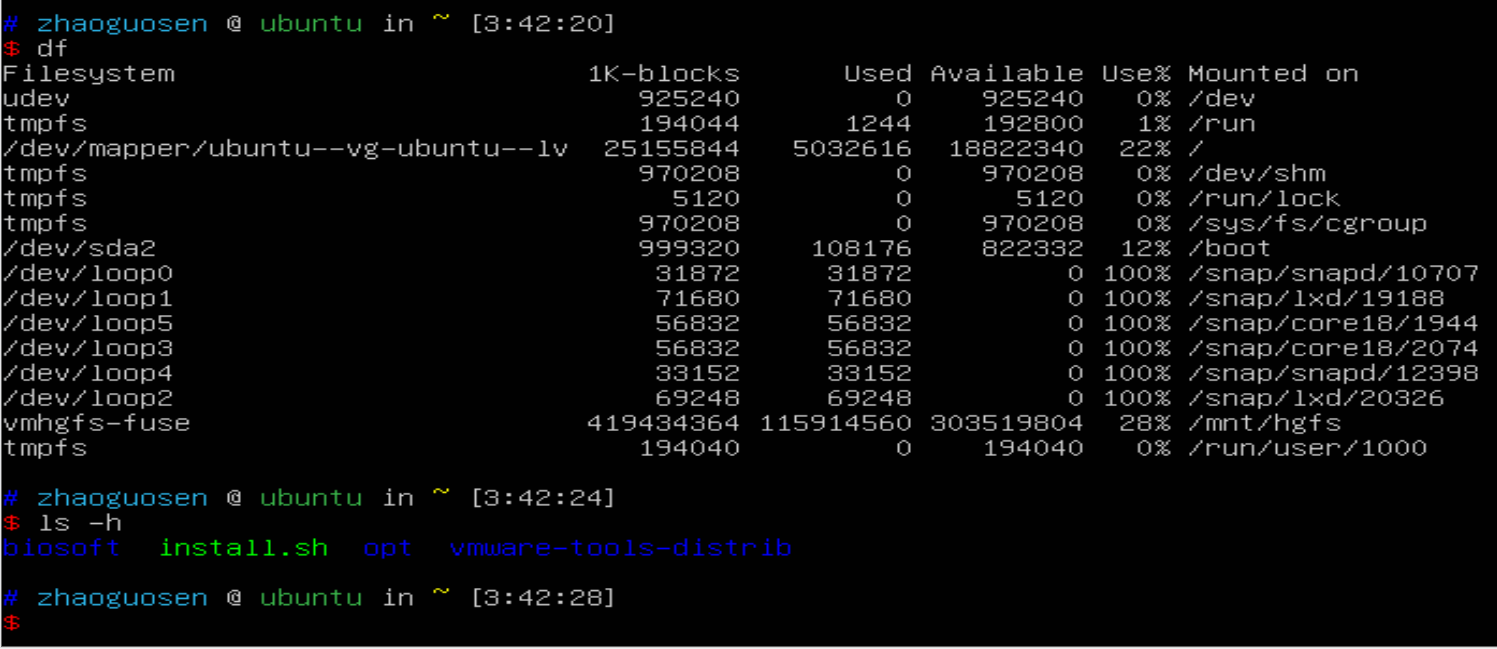 # zhaoguosen @ ubuntu in ~ [3:42:20]
$ df
Filesystem                        1K-blocks      Used Available Use% Mounted on
udev                                 925240         0    925240   0% /dev
tmpfs                                194044      1244    192800   1% /run
/dev/mapper/ubuntu--vg-ubuntu--lv  25155844   5032616  18822340  22% /
tmpfs                                970208         0    970208   0% /dev/shm
tmpfs                                  5120         0      5120   0% /run/lock
tmpfs                                970208         0    970208   0% /sys/fs/cgroup
/dev/sda2                            999320    108176    822332  12% /boot
/dev/loop0                            31872     31872         0 100% /snap/snapd/10707
/dev/loop1                            71680     71680         0 100% /snap/lxd/19188
/dev/loop5                            56832     56832         0 100% /snap/core18/1944
/dev/loop3                            56832     56832         0 100% /snap/core18/2074
/dev/loop4                            33152     33152         0 100% /snap/snapd/12398
/dev/loop2                            69248     69248         0 100% /snap/lxd/20326
vmhgfs-fuse                       419434364 115914560 303519804  28% /mnt/hgfs
tmpfs                                194040         0    194040   0% /run/user/1000
# zhaoguosen @ ubuntu in ~ [3:42:24]
$ ls -h
biosoft  install.sh  opt  vmware-tools-distrib
# zhaoguosen @ ubuntu in ~ [3:42:28]
$